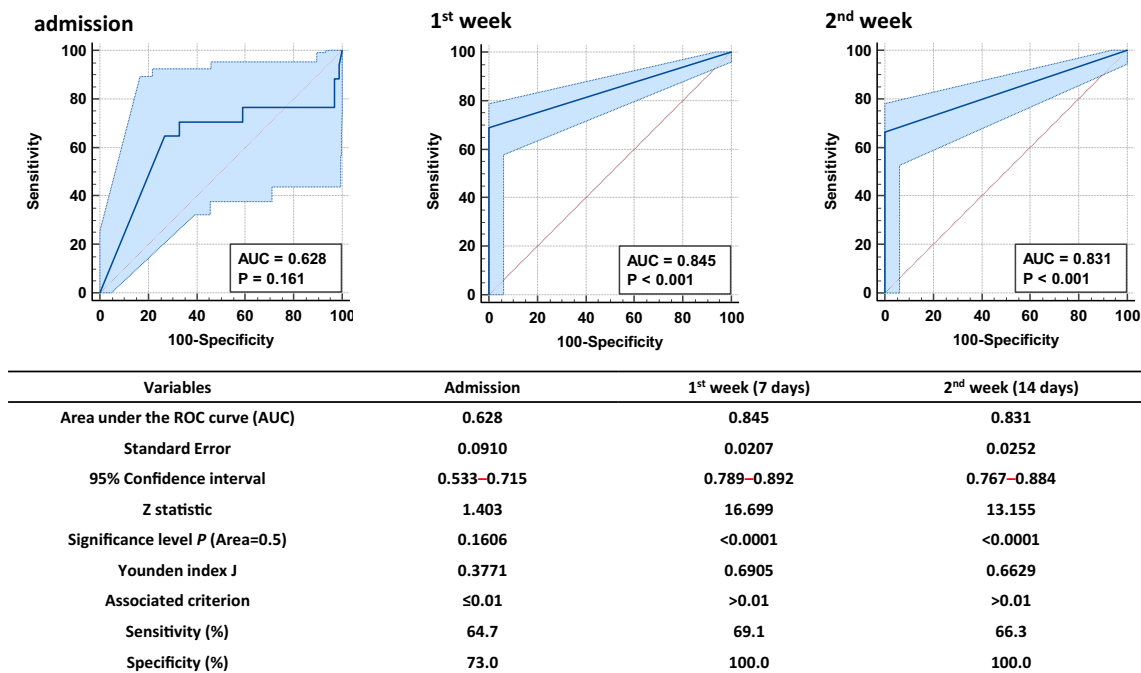 admission
1st week
2nd week
100
80
60
40
20
0
Sensitivity
AUC = 0.628
P = 0.161
0 20 40 60 80 100
100-Specificity
100
80
60
40
20
0
Sensitivity
AUC = 0.845
P < 0.001
0 20 40 60 80 100
100-Specificity
100
80
60
40
20
0
Sensitivity
AUC = 0.831
P < 0.001
0 20 40 60 80 100
100-Specificity
Variables Admission 1st week (7 days) 2nd week (14 days)
Area under the ROC curve (AUC) 0.628 0.845 0.831
Standard Error 0.0910 0.0207 0.0252
95% Confidence interval 0.533–0.715 0.789–0.892 0.767–0.884
Z statistic 1.403 16.699 13.155
Significance level P (Area=0.5) 0.1606 <0.0001 <0.0001
Younden index J 0.3771 0.6905 0.6629
Associated criterion ≤0.01 >0.01 >0.01
Sensitivity (%) 64.7 69.1 66.3
Specificity (%) 73.0 100.0 100.0